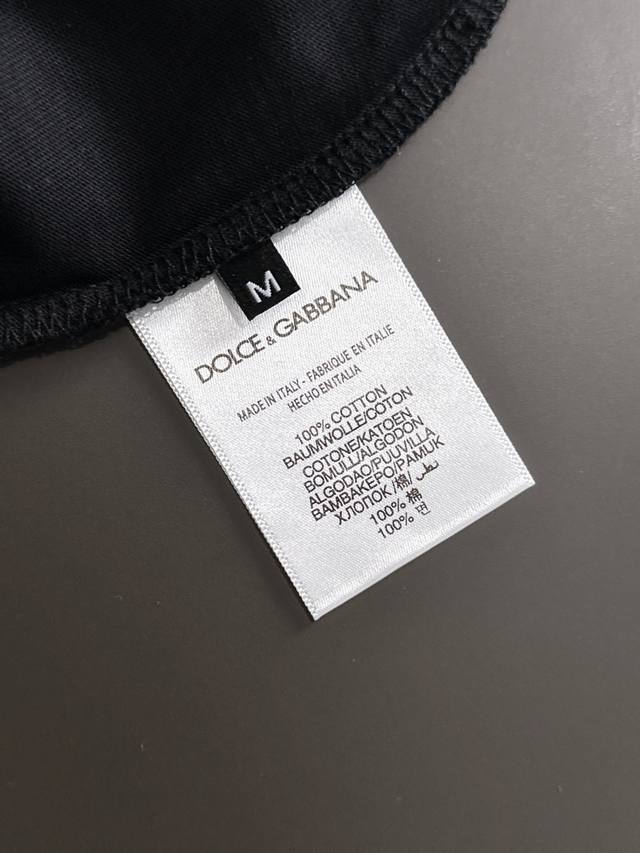 M
DOLCE & GABBANA
MADE IN ITALY - FABRIQUE EN ITALIE
HECHO EN ITALIA
100% COTTON
BAUMWOLLE/COTON
COTONE/KATOEN
BOMULL/ALGODON
ALGODAO/PUUVILLA
BAMBAKEPO/PAMUK
ХЛОПОК/棉/قطن
100% 棉
100% 면